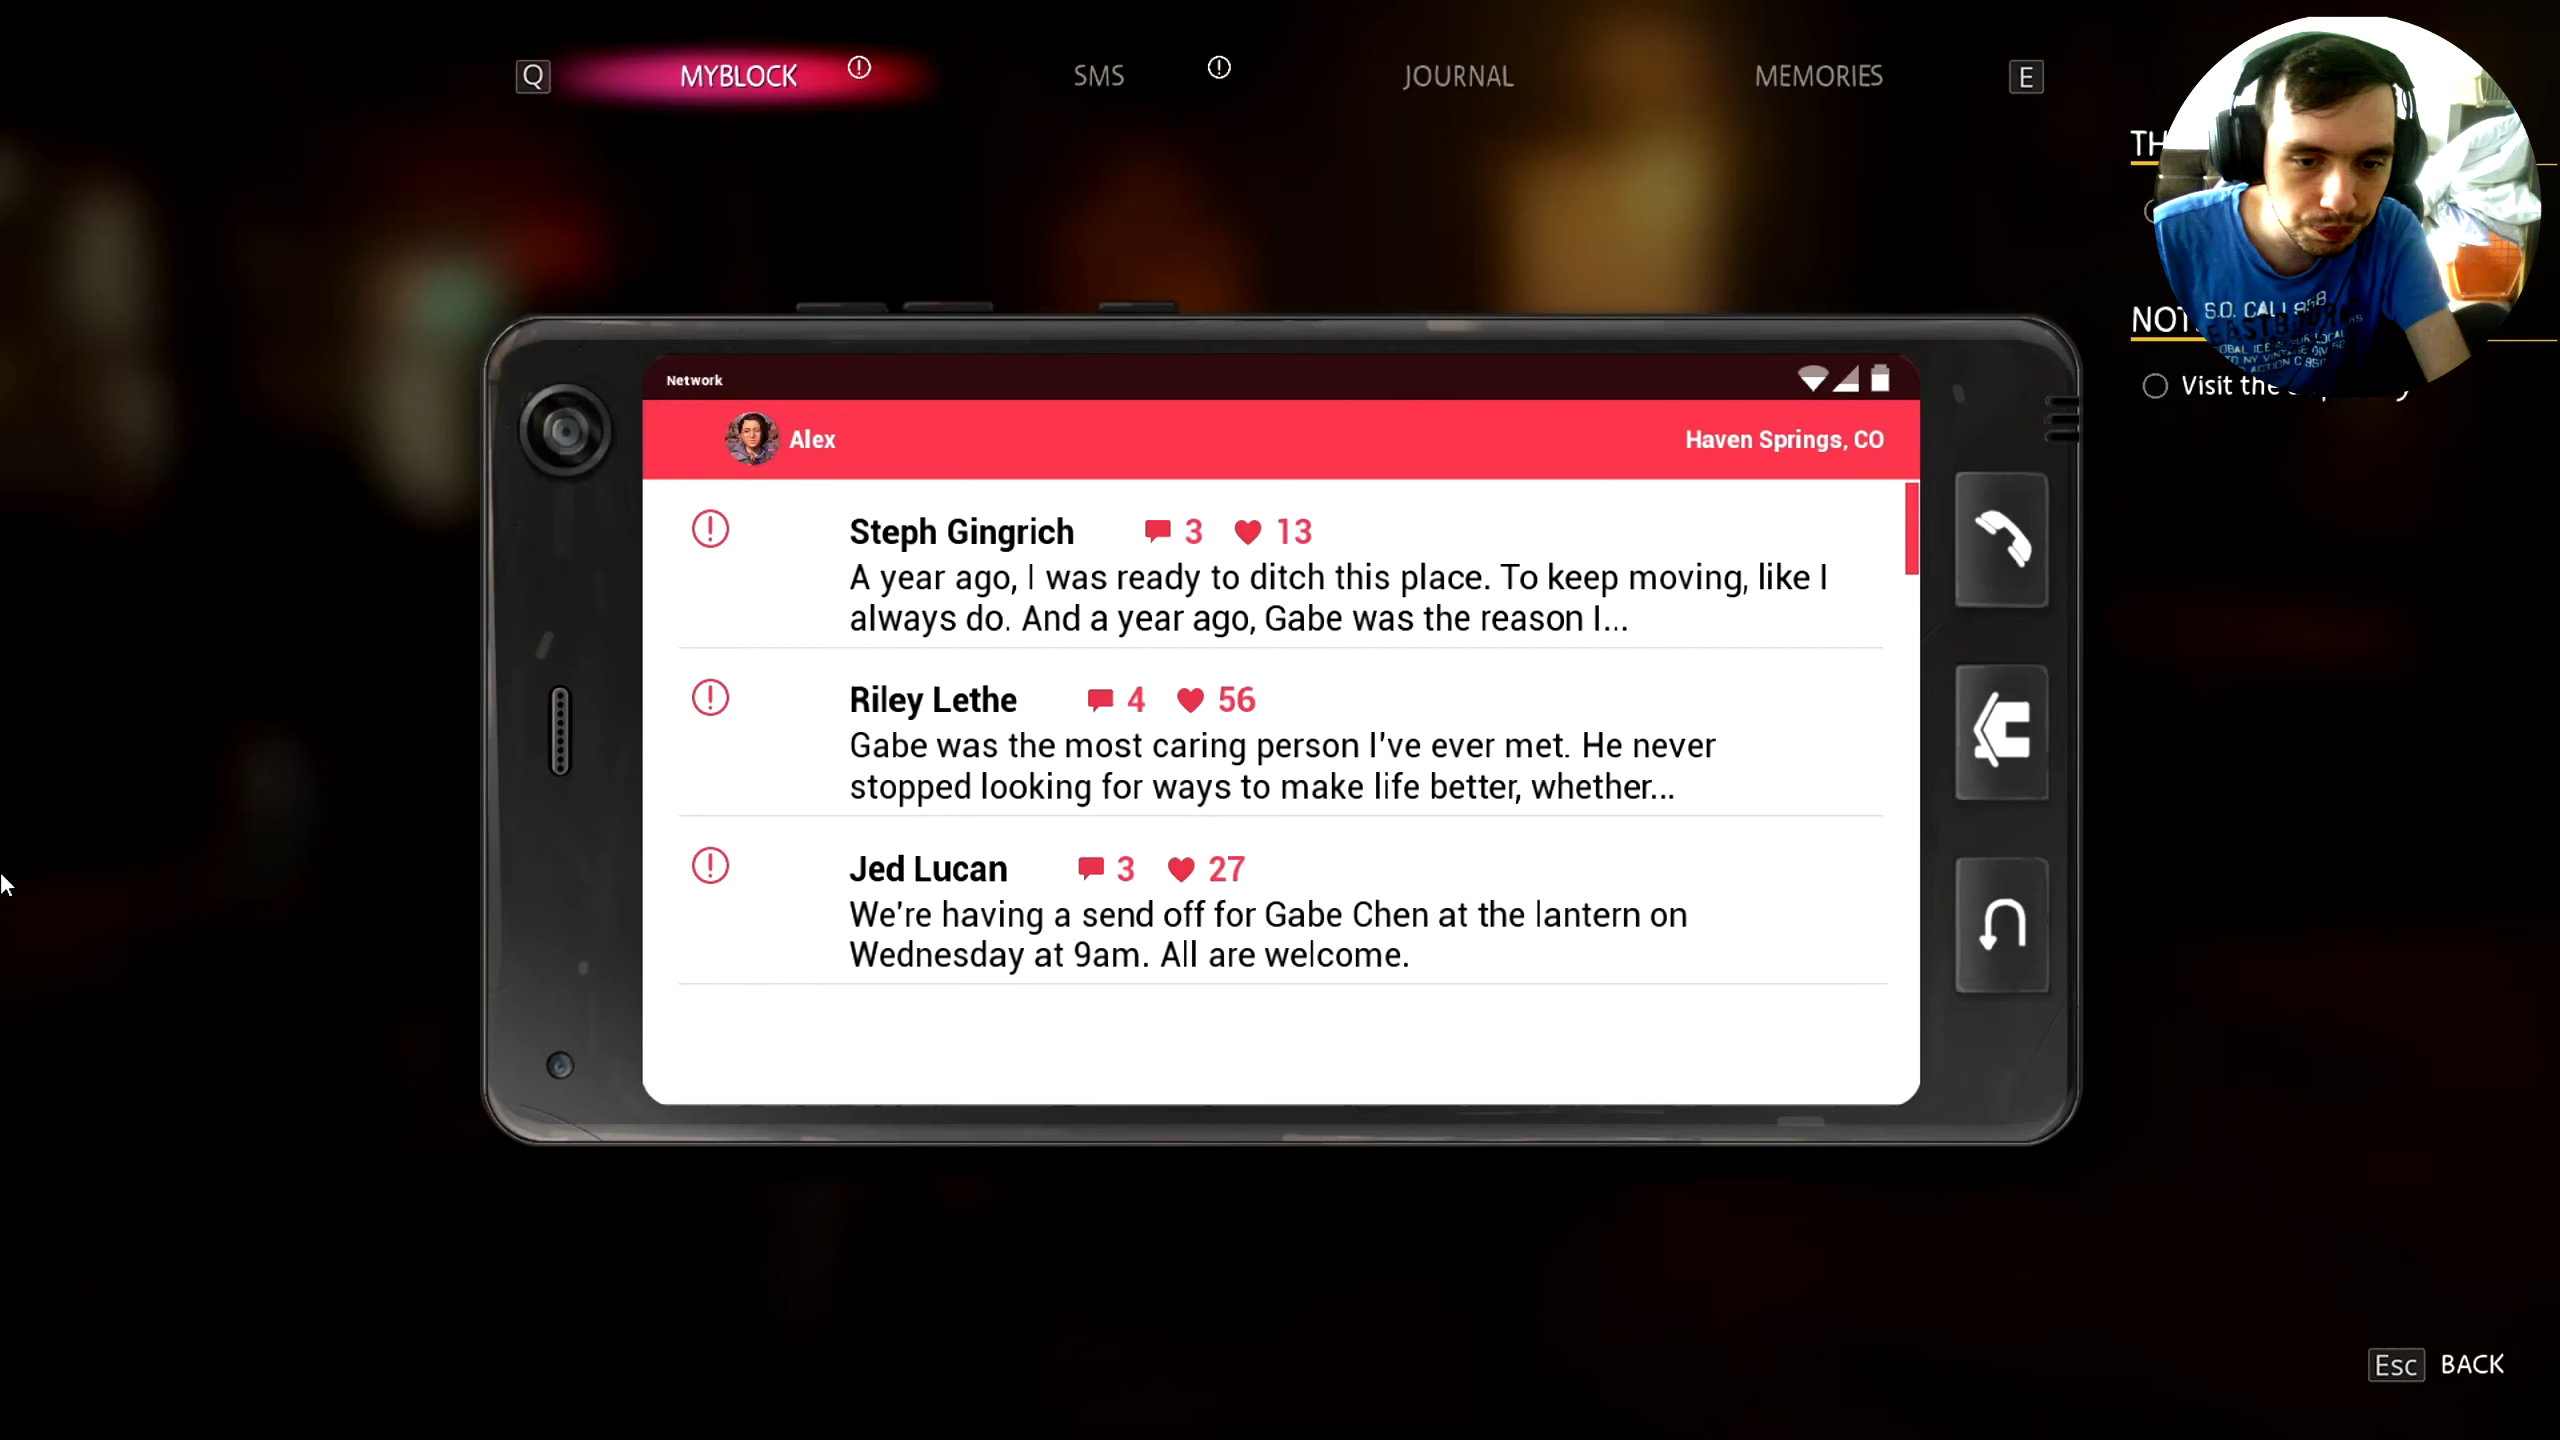 Q MYBLOCK SMS JOURNAL MEMORIES E
Network
Alex Haven Springs, CO
Steph Gingrich 3 13
A year ago, I was ready to ditch this place. To keep moving, like I
always do. And a year ago, Gabe was the reason I...
Riley Lethe 4 56
Gabe was the most caring person I've ever met. He never
stopped looking for ways to make life better, whether...
Jed Lucan 3 27
We're having a send off for Gabe Chen at the lantern on
Wednesday at 9am. All are welcome.
Visit the
S.O. CALI
Esc BACK